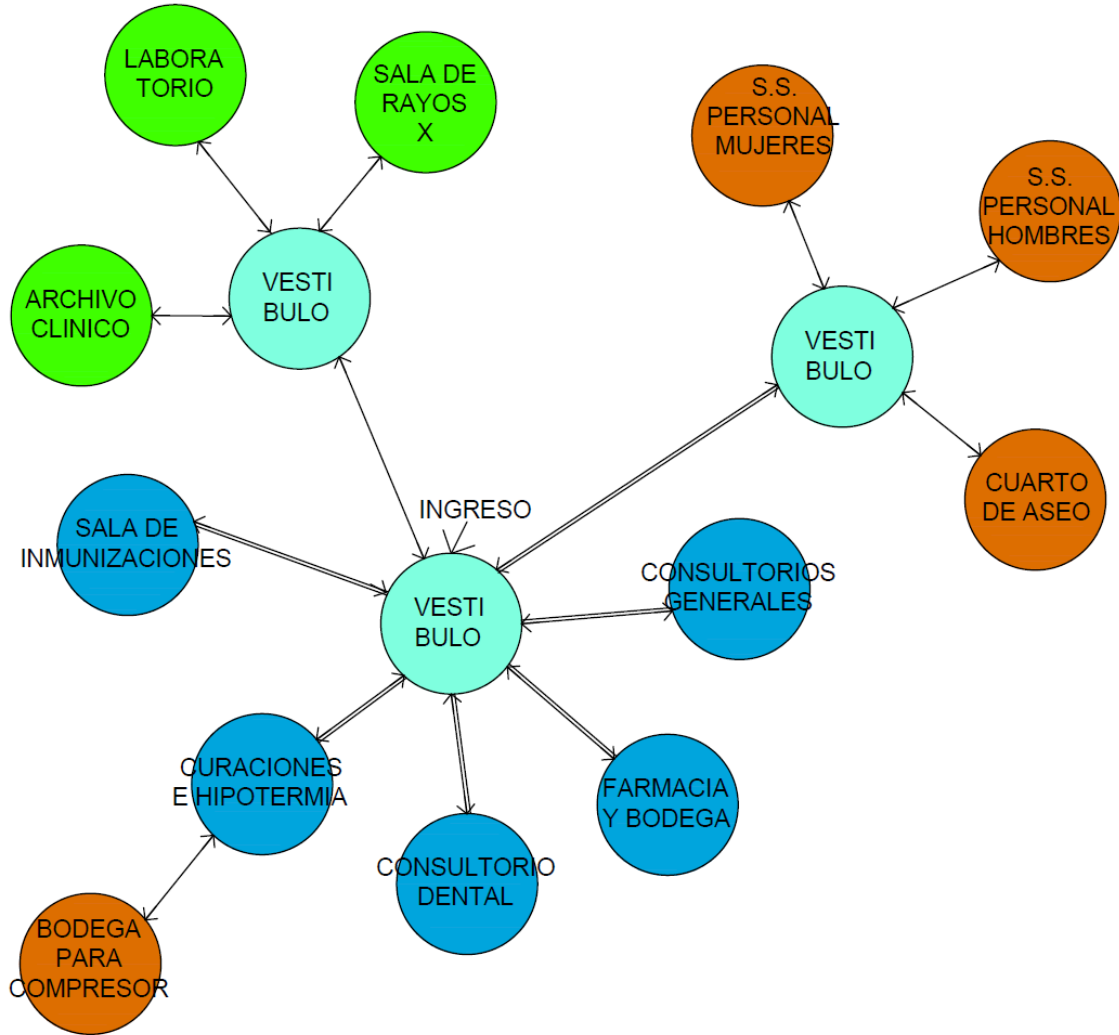 LABORA
TORIO
SALA DE
RAYOS
X
S.S.
PERSONAL
MUJERES
S.S.
PERSONAL
HOMBRES
ARCHIVO
CLINICO
VESTI
BULO
VESTI
BULO
CUARTO
DE ASEO
SALA DE
INMUNIZACIONES
INGRESO
VESTI
BULO
CONSULTORIOS
GENERALES
CURACIONES
E HIPOTERMIA
FARMACIA
Y BODEGA
CONSULTORIO
DENTAL
BODEGA
PARA
COMPRESOR